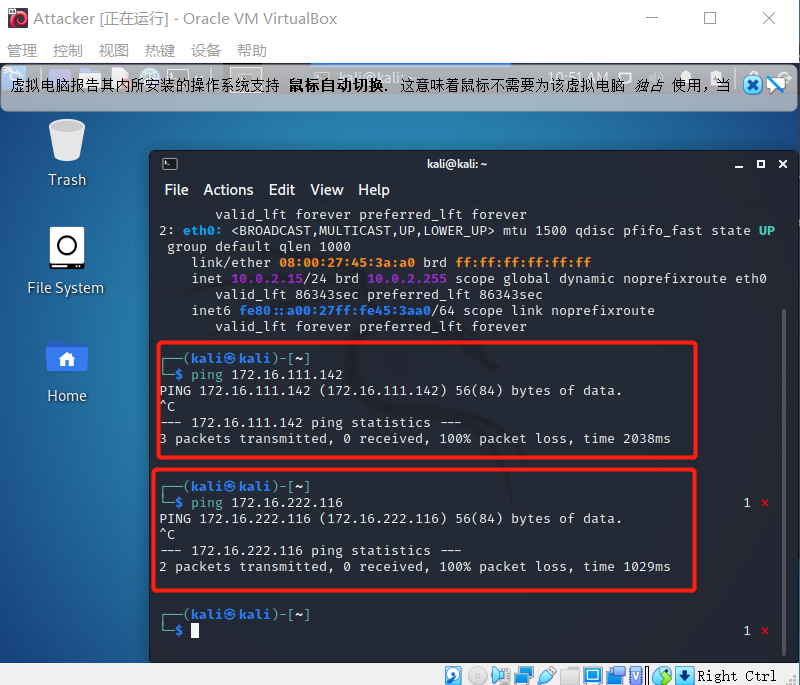 Attacker [正在运行] - Oracle VM VirtualBox
管理 控制 视图 热键 设备 帮助
虚拟电脑报告其内所安装的操作系统支持 鼠标自动切换. 这意味着鼠标不需要为该虚拟电脑 独占 使用，当
Trash
File System
Home
kali@kali: ~
File Actions Edit View Help
valid_lft forever preferred_lft forever
2: eth0: <BROADCAST,MULTICAST,UP,LOWER_UP> mtu 1500 qdisc pfifo_fast state UP
group default qlen 1000
link/ether 08:00:27:45:3a:a0 brd ff:ff:ff:ff:ff:ff
inet 10.0.2.15/24 brd 10.0.2.255 scope global dynamic noprefixroute eth0
valid_lft 86343sec preferred_lft 86343sec
inet6 fe80::a00:27ff:fe45:3aa0/64 scope link noprefixroute
valid_lft forever preferred_lft forever
┌──(kali㉿kali)-[~]
└─$ ping 172.16.111.142
PING 172.16.111.142 (172.16.111.142) 56(84) bytes of data.
^C
--- 172.16.111.142 ping statistics ---
3 packets transmitted, 0 received, 100% packet loss, time 2038ms
┌──(kali㉿kali)-[~]
└─$ ping 172.16.222.116 1 ⨯
PING 172.16.222.116 (172.16.222.116) 56(84) bytes of data.
^C
--- 172.16.222.116 ping statistics ---
2 packets transmitted, 0 received, 100% packet loss, time 1029ms
┌──(kali㉿kali)-[~]
└─$ 1 ⨯
Right Ctrl